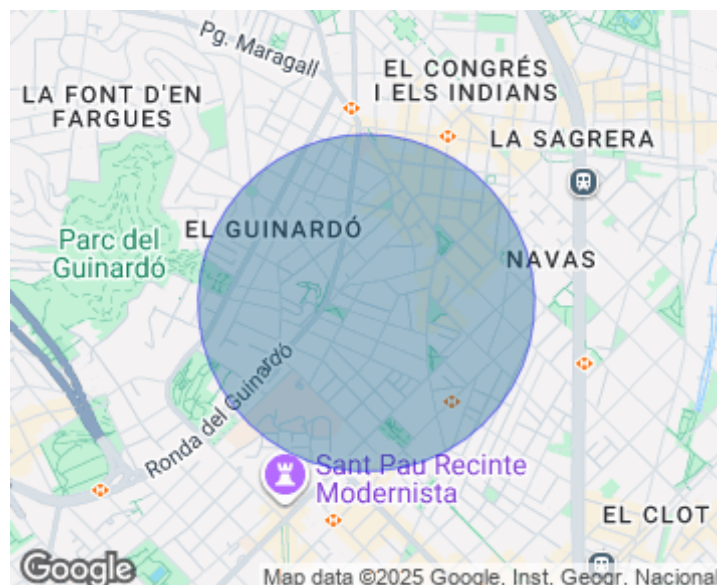 Pg. Maragall
EL CONGRÉS
I ELS INDIANS
LA FONT D'EN
FARGUES
LA SAGRERA
EL GUINARDÓ
Parc del
Guinardó
NAVAS
Ronda del Guinardó
Sant Pau Recinte
Modernista
EL CLOT
Google
Map data ©2025 Google, Inst. Geogr. Nacional